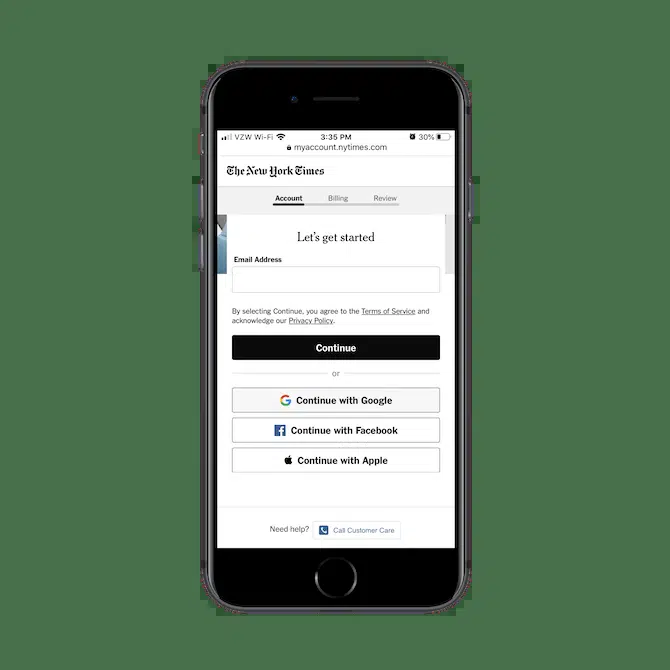 VZW Wi-Fi 3:35 PM 30%
myaccount.nytimes.com
The New York Times
Account Billing Review
Let's get started
Email Address
By selecting Continue, you agree to the Terms of Service and
acknowledge our Privacy Policy.
Continue
or
Continue with Google
Continue with Facebook
Continue with Apple
Need help? Call Customer Care